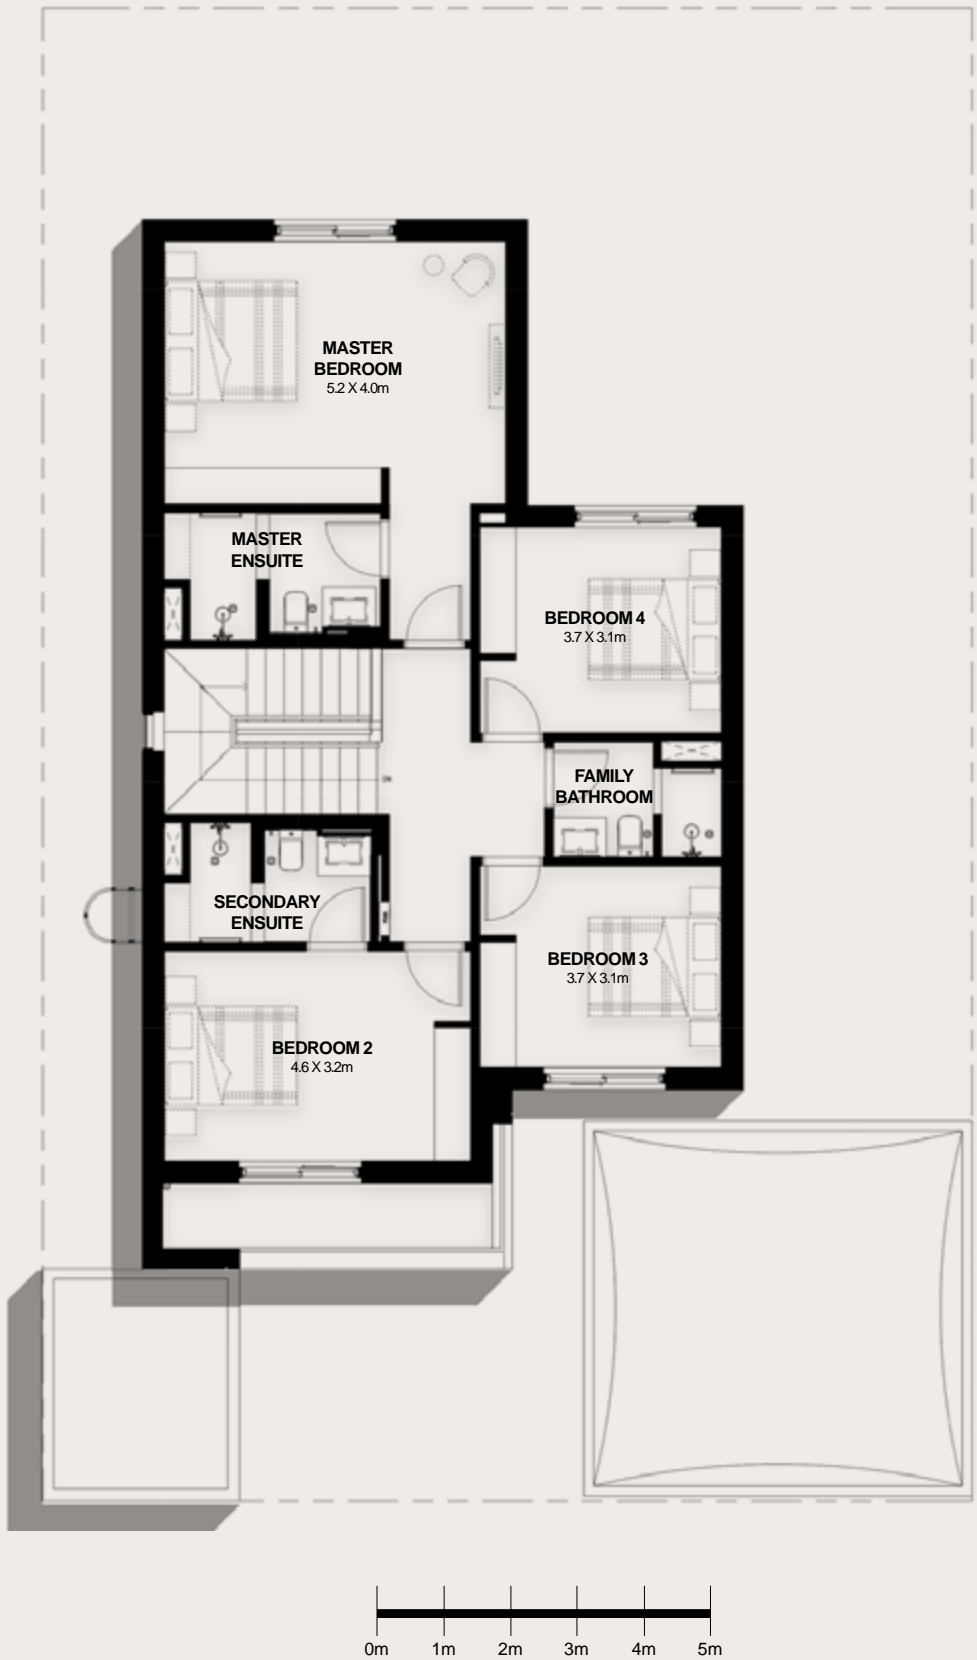 MASTER
BEDROOM
5.2 X 4.0m
MASTER
ENSUITE
BEDROOM 4
3.7 X 3.1m
FAMILY
BATHROOM
SECONDARY
ENSUITE
BEDROOM 3
3.7 X 3.1m
BEDROOM 2
4.6 X 3.2m
0m 1m 2m 3m 4m 5m